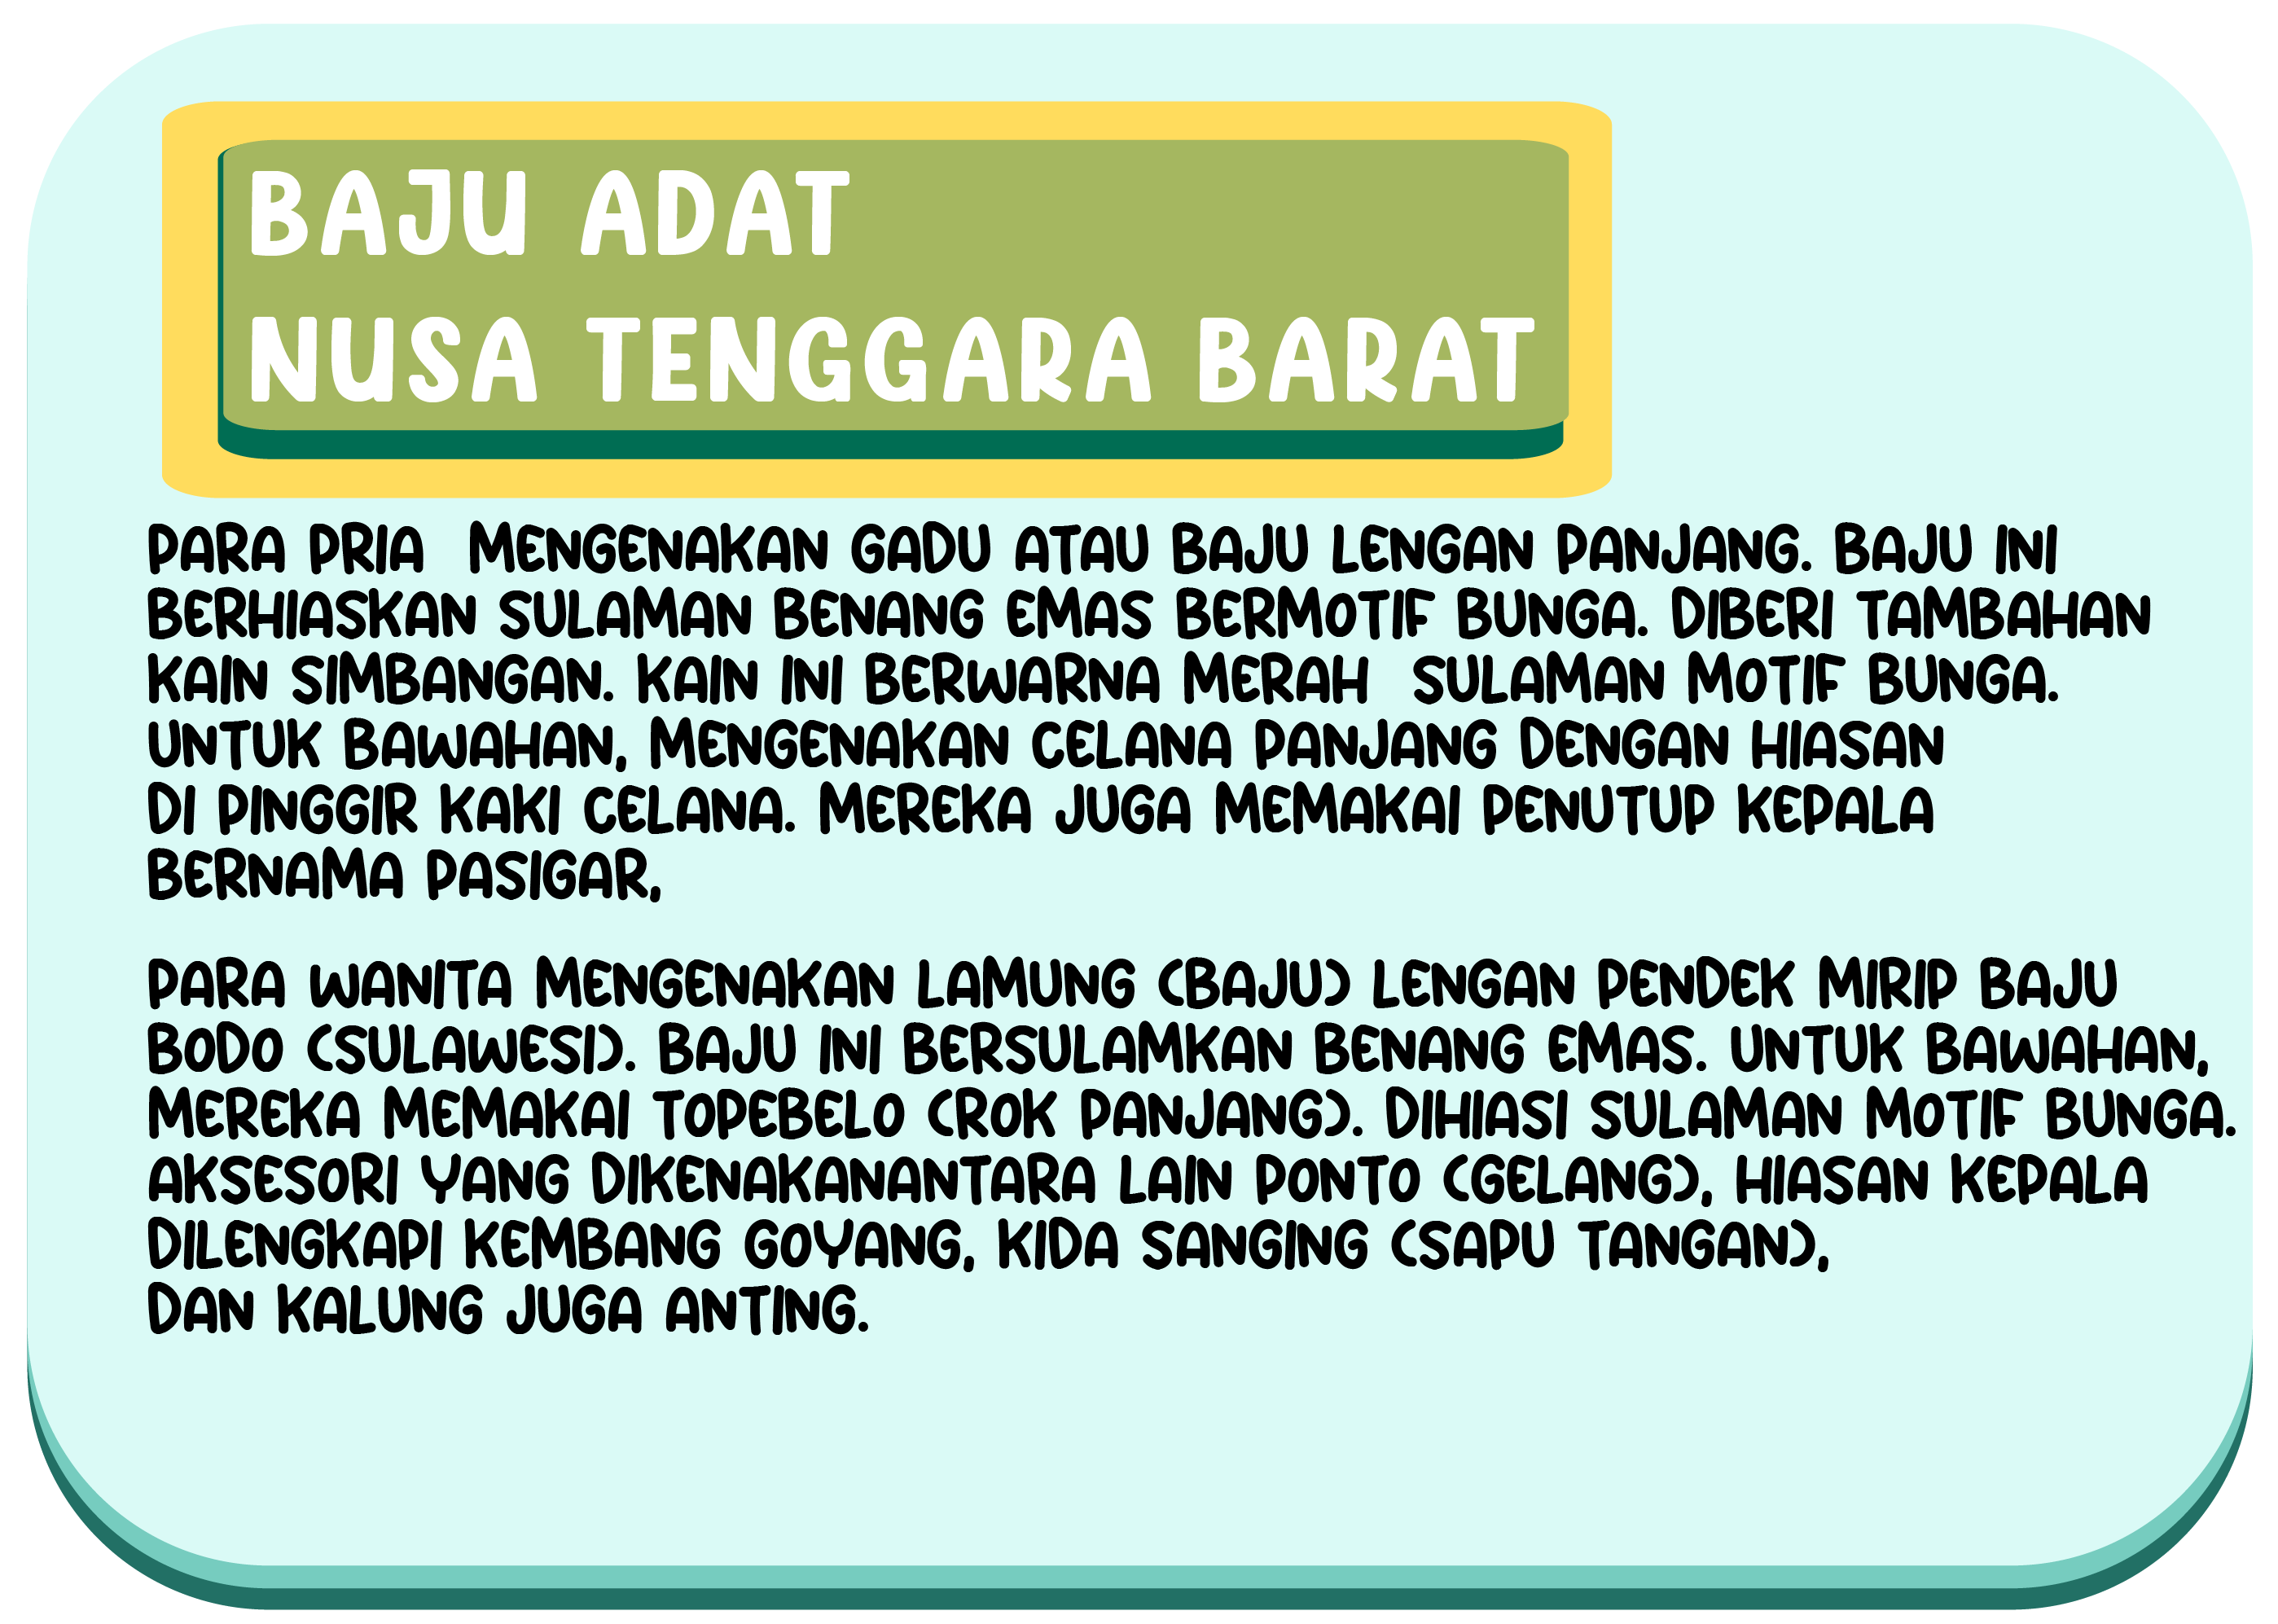 BAJU ADAT
NUSA TENGGARA BARAT
PARA PRIA MENGENAKAN GADU ATAU BAJU LENGAN PANJANG. BAJU INI
BERHIASKAN SULAMAN BENANG EMAS BERMOTIF BUNGA. DIBERI TAMBAHAN
KAIN SIMBANGAN. KAIN INI BERWARNA MERAH SULAMAN MOTIF BUNGA.
UNTUK BAWAHAN, MENGENAKAN CELANA PANJANG DENGAN HIASAN
DI PINGGIR KAKI CELANA. MEREKA JUGA MEMAKAI PENUTUP KEPALA
BERNAMA PASIGAR,
PARA WANITA MENGENAKAN LAMUNG (BAJU) LENGAN PENDEK MIRIP BAJU
BODO (SULAWESI). BAJU INI BERSULAMKAN BENANG EMAS. UNTUK BAWAHAN,
MEREKA MEMAKAI TOPEBELO (ROK PANJANG). DIHIASI SULAMAN MOTIF BUNGA.
AKSESORI YANG DIKENAKANANTARA LAIN PONTO (GELANG), HIASAN KEPALA
DILENGKAPI KEMBANG GOYANG, KIDA SANGING (SAPU TANGAN),
DAN KALUNG JUGA ANTING.